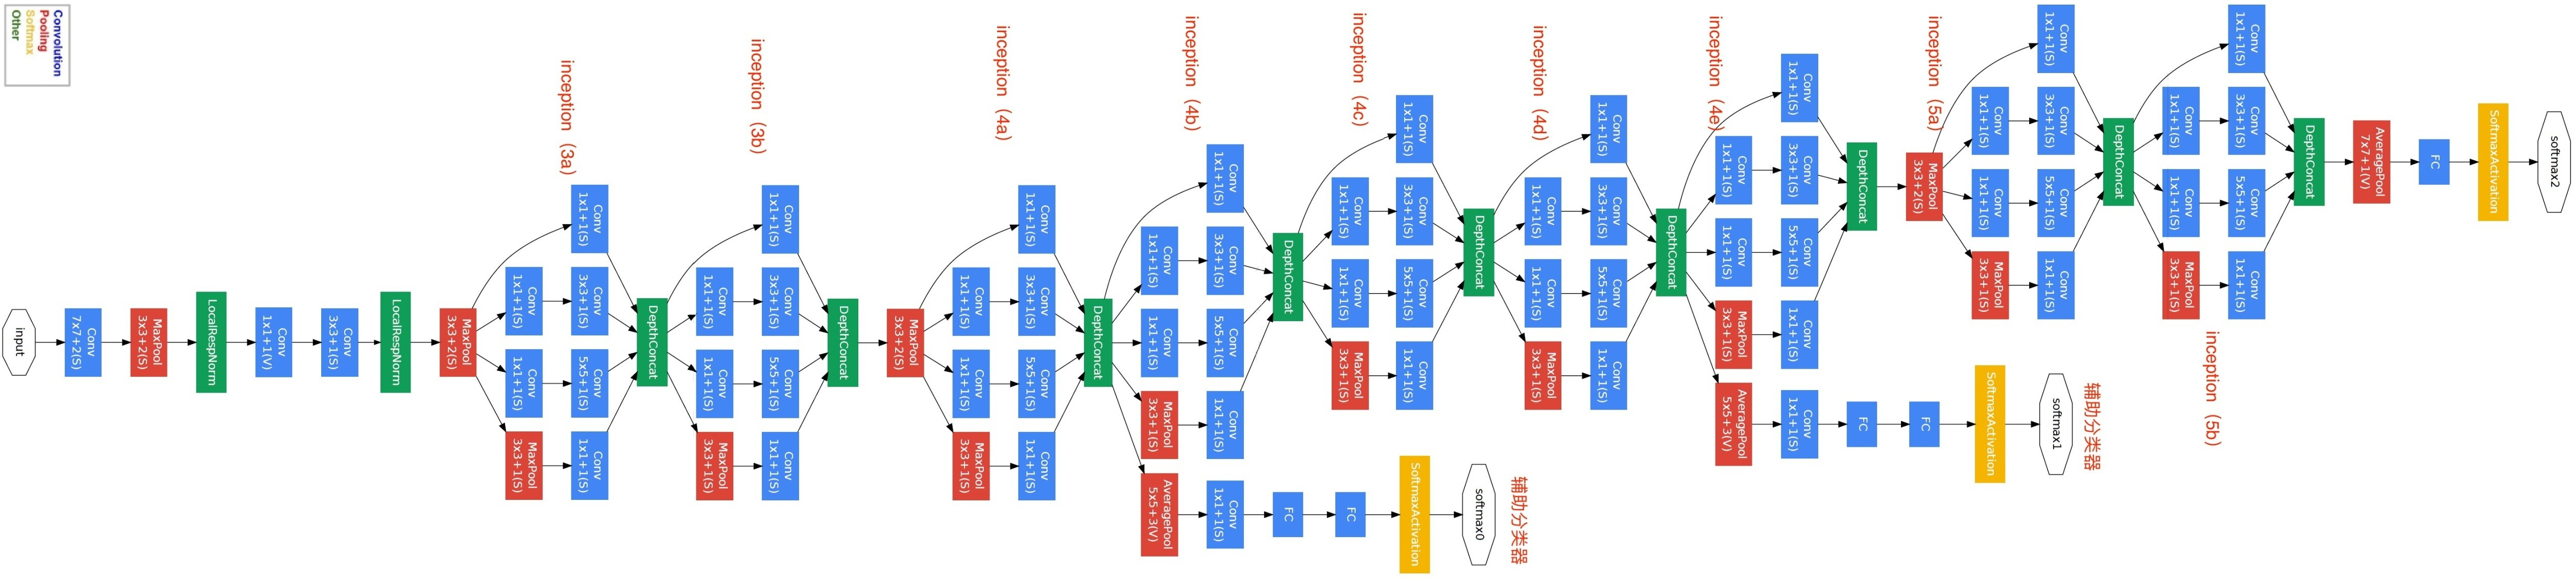 Convolution
Pooling
Softmax
Other
input
Conv
7x7+2(S)
MaxPool
3x3+2(S)
LocalRespNorm
Conv
1x1+1(V)
Conv
3x3+1(S)
LocalRespNorm
MaxPool
3x3+2(S)
inception（3a）
Conv
1x1+1(S)
Conv
1x1+1(S)
MaxPool
3x3+1(S)
Conv
1x1+1(S)
Conv
3x3+1(S)
Conv
5x5+1(S)
Conv
1x1+1(S)
DepthConcat
inception（3b）
Conv
1x1+1(S)
Conv
1x1+1(S)
MaxPool
3x3+1(S)
Conv
1x1+1(S)
Conv
3x3+1(S)
Conv
5x5+1(S)
Conv
1x1+1(S)
DepthConcat
MaxPool
3x3+2(S)
inception（4a）
Conv
1x1+1(S)
Conv
1x1+1(S)
MaxPool
3x3+1(S)
Conv
1x1+1(S)
Conv
3x3+1(S)
Conv
5x5+1(S)
Conv
1x1+1(S)
DepthConcat
inception（4b）
Conv
1x1+1(S)
Conv
1x1+1(S)
MaxPool
3x3+1(S)
AveragePool
5x5+3(V)
Conv
1x1+1(S)
Conv
3x3+1(S)
Conv
5x5+1(S)
Conv
1x1+1(S)
Conv
1x1+1(S)
DepthConcat
FC
FC
SoftmaxActivation
softmax0
辅助分类器
inception（4c）
Conv
1x1+1(S)
Conv
1x1+1(S)
MaxPool
3x3+1(S)
Conv
1x1+1(S)
Conv
3x3+1(S)
Conv
5x5+1(S)
Conv
1x1+1(S)
DepthConcat
inception（4d）
Conv
1x1+1(S)
Conv
1x1+1(S)
MaxPool
3x3+1(S)
Conv
1x1+1(S)
Conv
3x3+1(S)
Conv
5x5+1(S)
Conv
1x1+1(S)
DepthConcat
inception（4e）
Conv
1x1+1(S)
Conv
1x1+1(S)
MaxPool
3x3+1(S)
AveragePool
5x5+3(V)
Conv
1x1+1(S)
Conv
3x3+1(S)
Conv
5x5+1(S)
Conv
1x1+1(S)
Conv
1x1+1(S)
DepthConcat
FC
FC
SoftmaxActivation
softmax1
辅助分类器
MaxPool
3x3+2(S)
inception（5a）
Conv
1x1+1(S)
Conv
1x1+1(S)
MaxPool
3x3+1(S)
Conv
1x1+1(S)
Conv
3x3+1(S)
Conv
5x5+1(S)
Conv
1x1+1(S)
DepthConcat
Conv
1x1+1(S)
Conv
1x1+1(S)
MaxPool
3x3+1(S)
Conv
1x1+1(S)
Conv
3x3+1(S)
Conv
5x5+1(S)
Conv
1x1+1(S)
inception（5b）
DepthConcat
AveragePool
7x7+1(V)
FC
SoftmaxActivation
softmax2